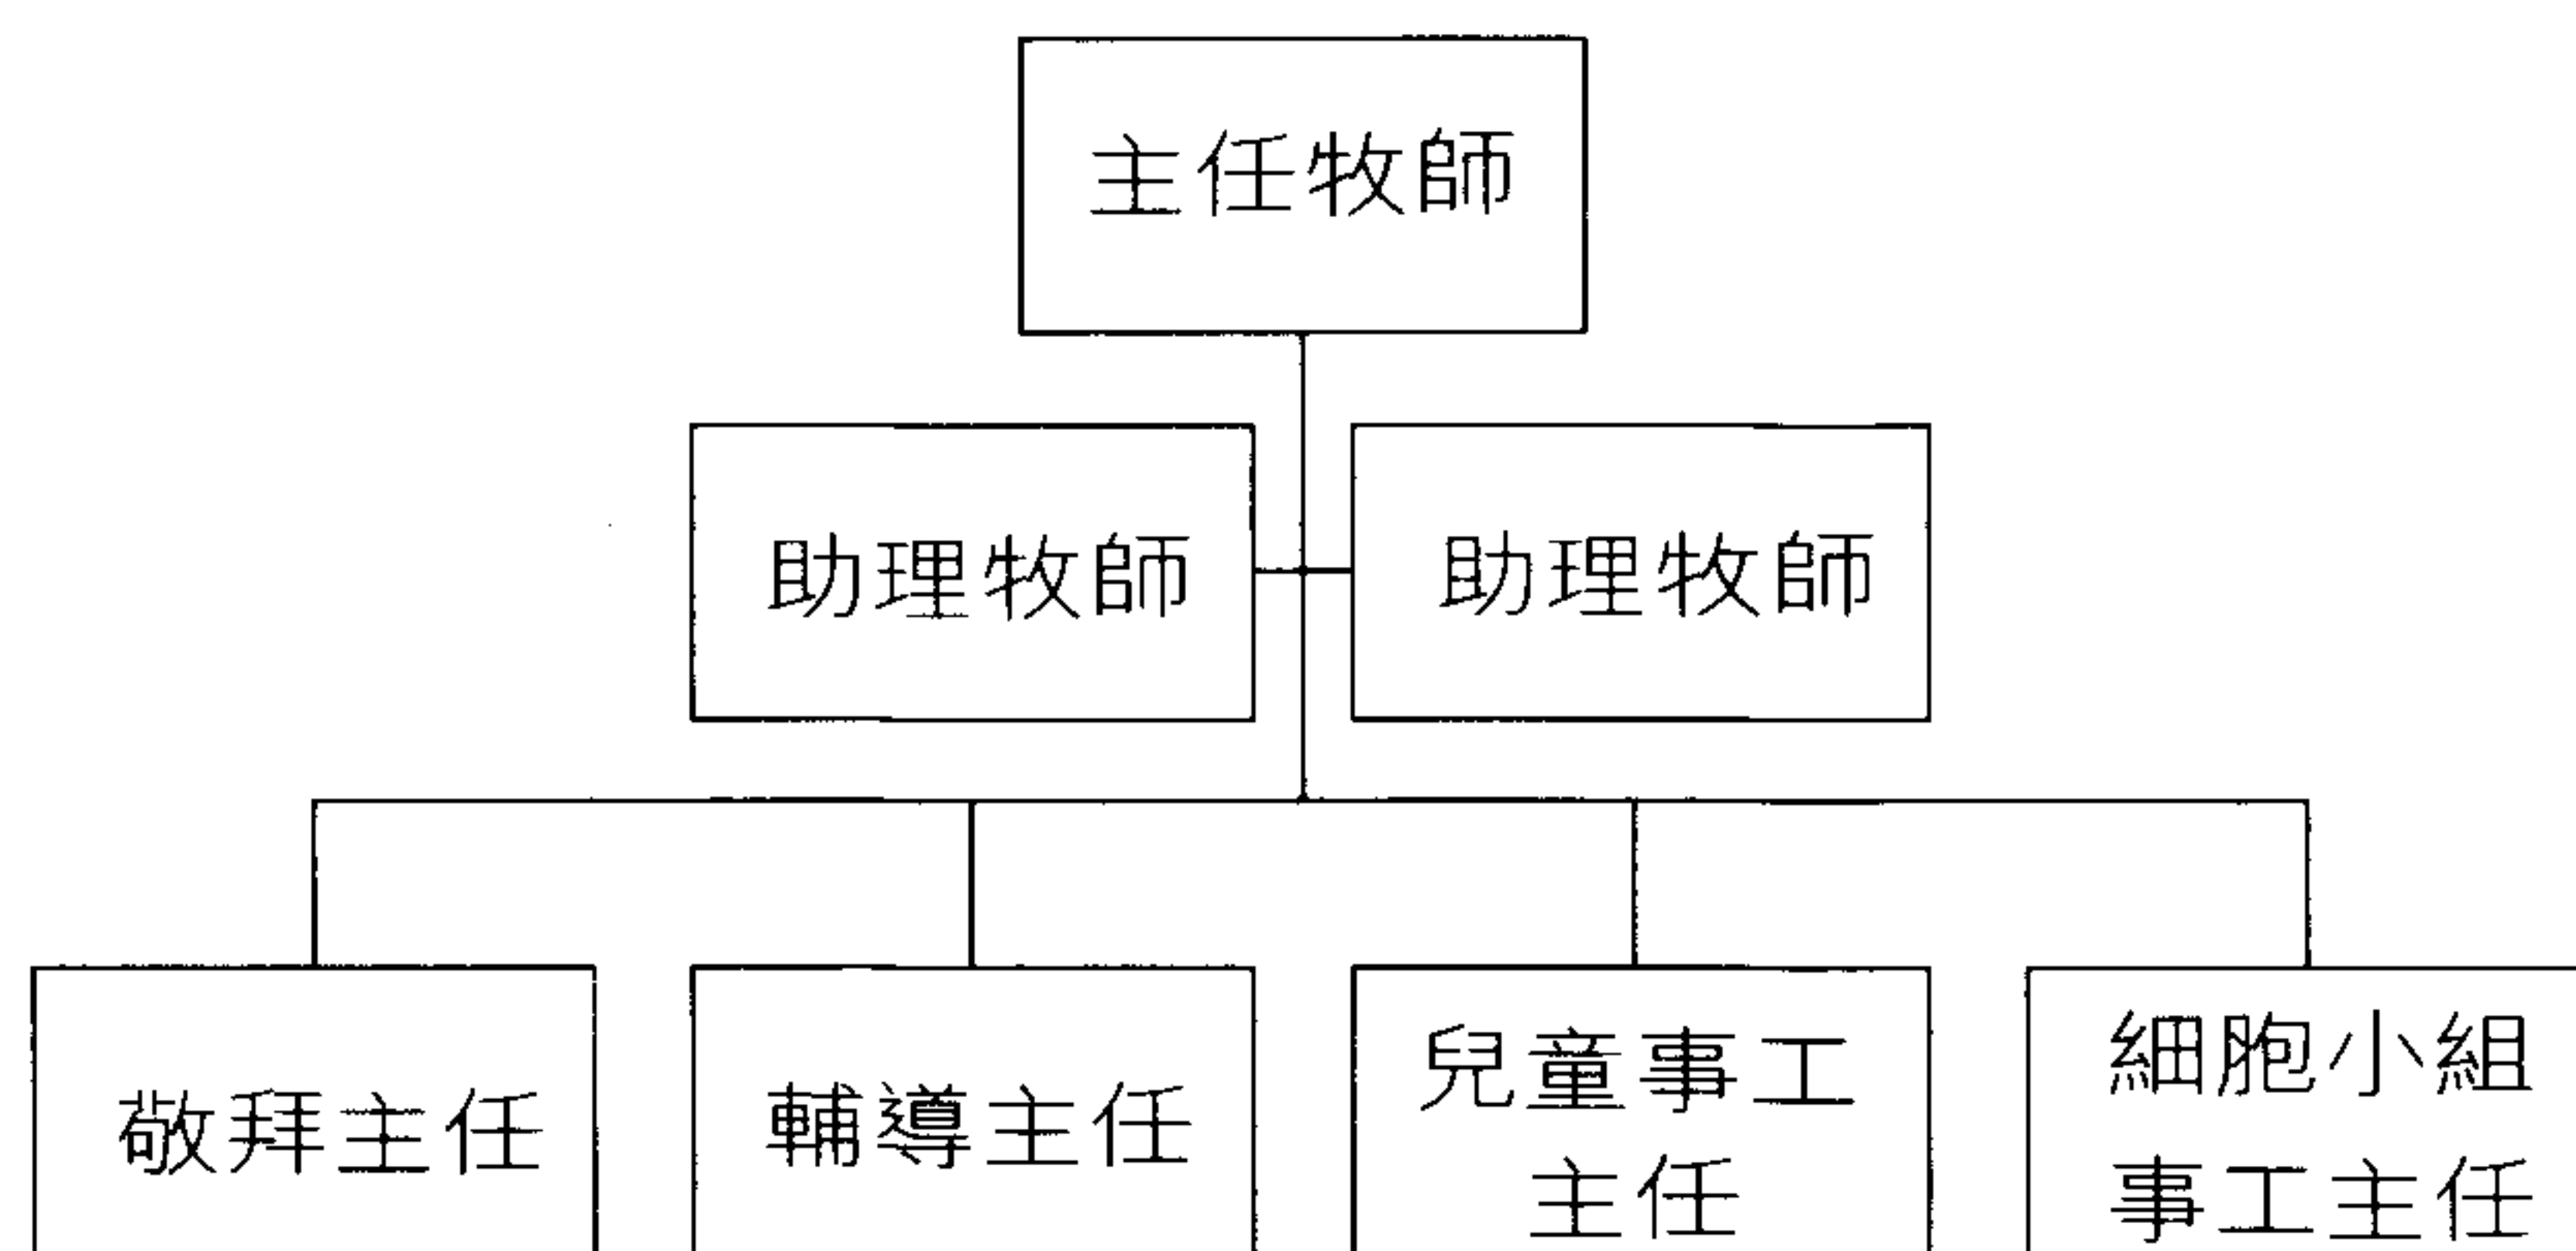 主任牧師
助理牧師
助理牧師
敬拜主任
輔導主任
兒童事工
主任
細胞小組
事工主任